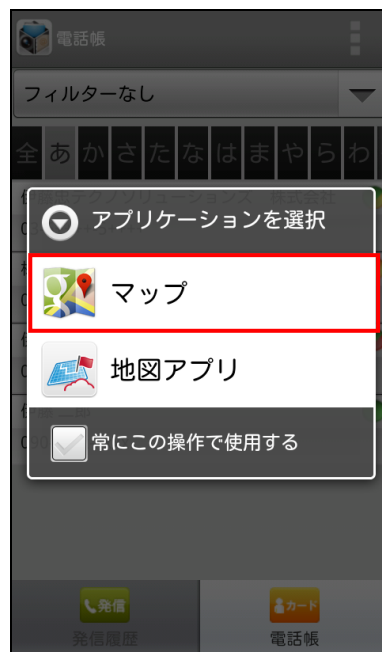 電話帳
フィルターなし
全 あ か さ た な は ま や ら わ
アプリケーションを選択
マップ
地図アプリ
常にこの操作で使用する
発信 カード
発信履歴 電話帳